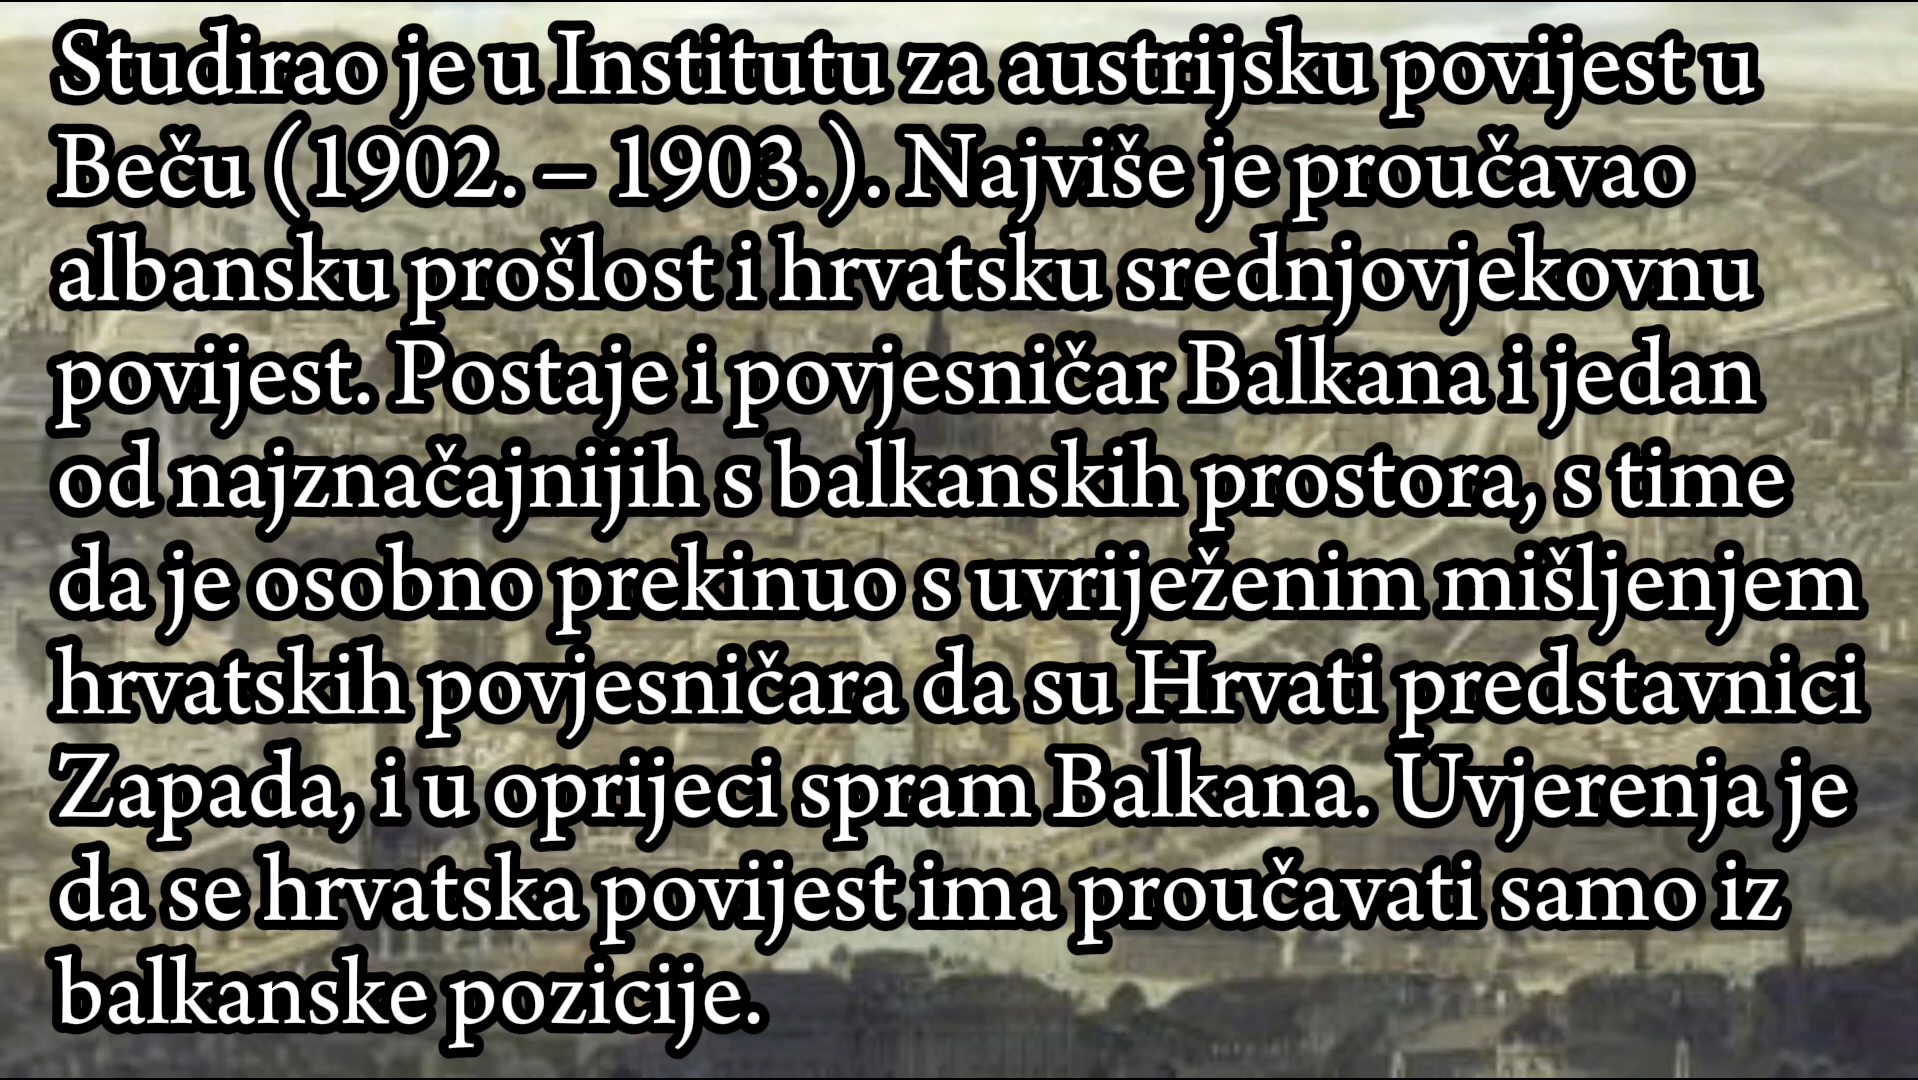 Studirao je u Institutu za austrijsku povijest u
Beču (1902. – 1903.). Najviše je proučavao
albansku prošlost i hrvatsku srednjovjekovnu
povijest. Postaje i povjesničar Balkana i jedan
od najznačajnijih s balkanskih prostora, s time
da je osobno prekinuo s uvriježenim mišljenjem
hrvatskih povjesničara da su Hrvati predstavnici
Zapada, i u oprijeci spram Balkana. Uvjerenja je
da se hrvatska povijest ima proučavati samo iz
balkanske pozicije.